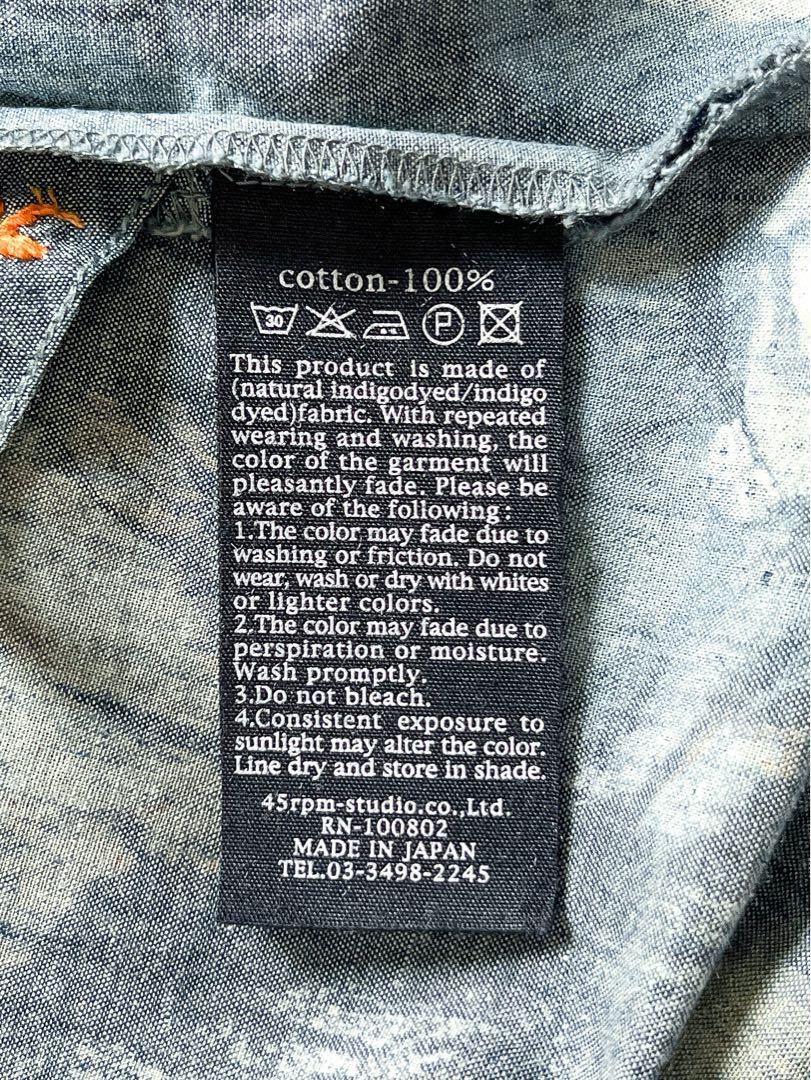 cotton-100%
30 P
This product is made of
(natural indigodyed/indigo
dyed)fabric. With repeated
wearing and washing, the
color of the garment will
pleasantly fade. Please be
aware of the following:
1.The color may fade due to
washing or friction. Do not
wear, wash or dry with whites
or lighter colors.
2.The color may fade due to
perspiration or moisture.
Wash promptly.
3.Do not bleach.
4.Consistent exposure to
sunlight may alter the color.
Line dry and store in shade.
45rpm-studio.co.,Ltd.
RN-100802
MADE IN JAPAN
TEL.03-3498-2245